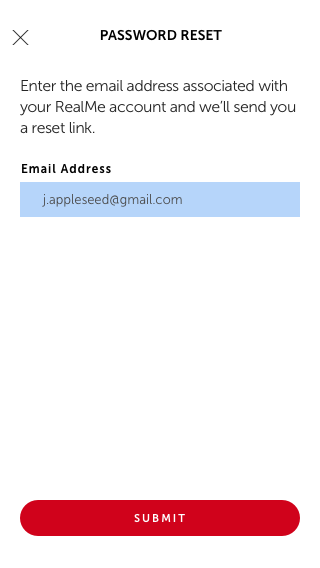 PASSWORD RESET
Enter the email address associated with
your RealMe account and we’ll send you
a reset link.
Email Address
j.appleseed@gmail.com
SUBMIT